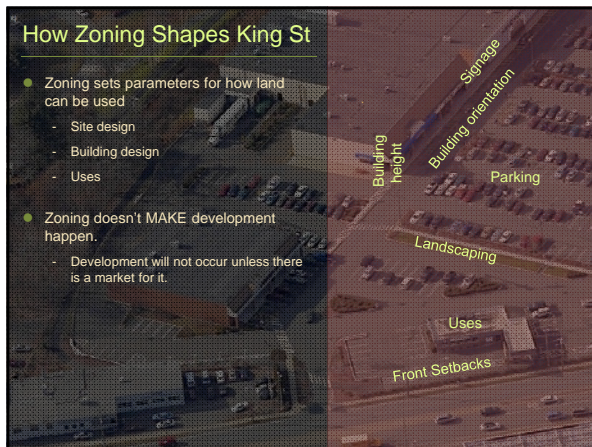 How Zoning Shapes King St
Zoning sets parameters for how land
can be used
- Site design
- Building design
- Uses
Zoning doesn't MAKE development
happen.
- Development will not occur unless there
is a market for it.
Signage
Building orientation
Building
height
Parking
Landscaping
Uses
Front Setbacks